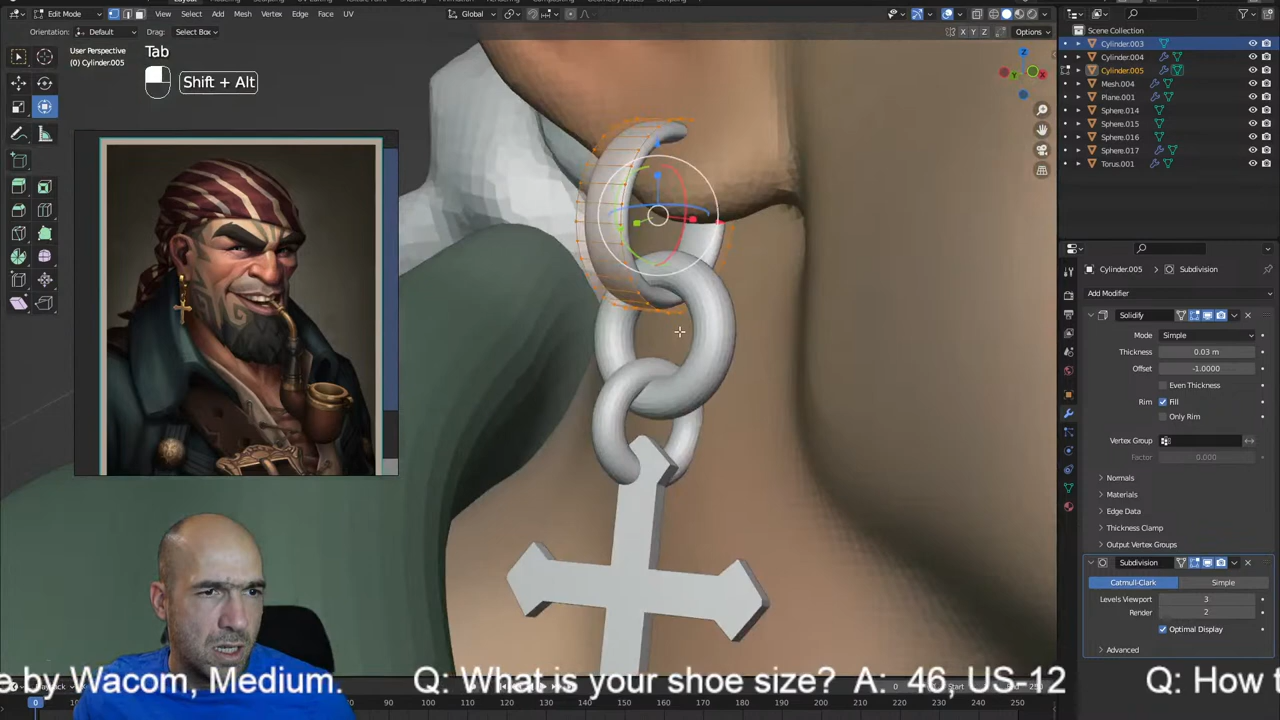 Edit Mode
View Select Add Mesh Vertex Edge Face UV
Global
Options
Orientation: Default Drag: Select Box
X Y Z
User Perspective
(0) Cylinder.005
Tab
Shift + Alt
Scene Collection
Cylinder.003
Cylinder.004
Cylinder.005
Mesh.004
Plane.001
Sphere.014
Sphere.015
Sphere.016
Sphere.017
Torus.001
Cylinder.005 > Subdivision
Add Modifier
Solidify
Mode Simple
Thickness 0.03 m
Offset -1.0000
Even Thickness
Rim Fill
Only Rim
Vertex Group
Factor 0.000
Normals
Materials
Edge Data
Thickness Clamp
Output Vertex Groups
Subdivision
Catmull-Clark Simple
Levels Viewport 3
Render 2
Optimal Display
Advanced
e by Wacom, Medium. Q: What is your shoe size? A: 46, US-12 Q: How t
0
100 110 120 130 140 150 160 170 180 190 200 210 220 230 240 250